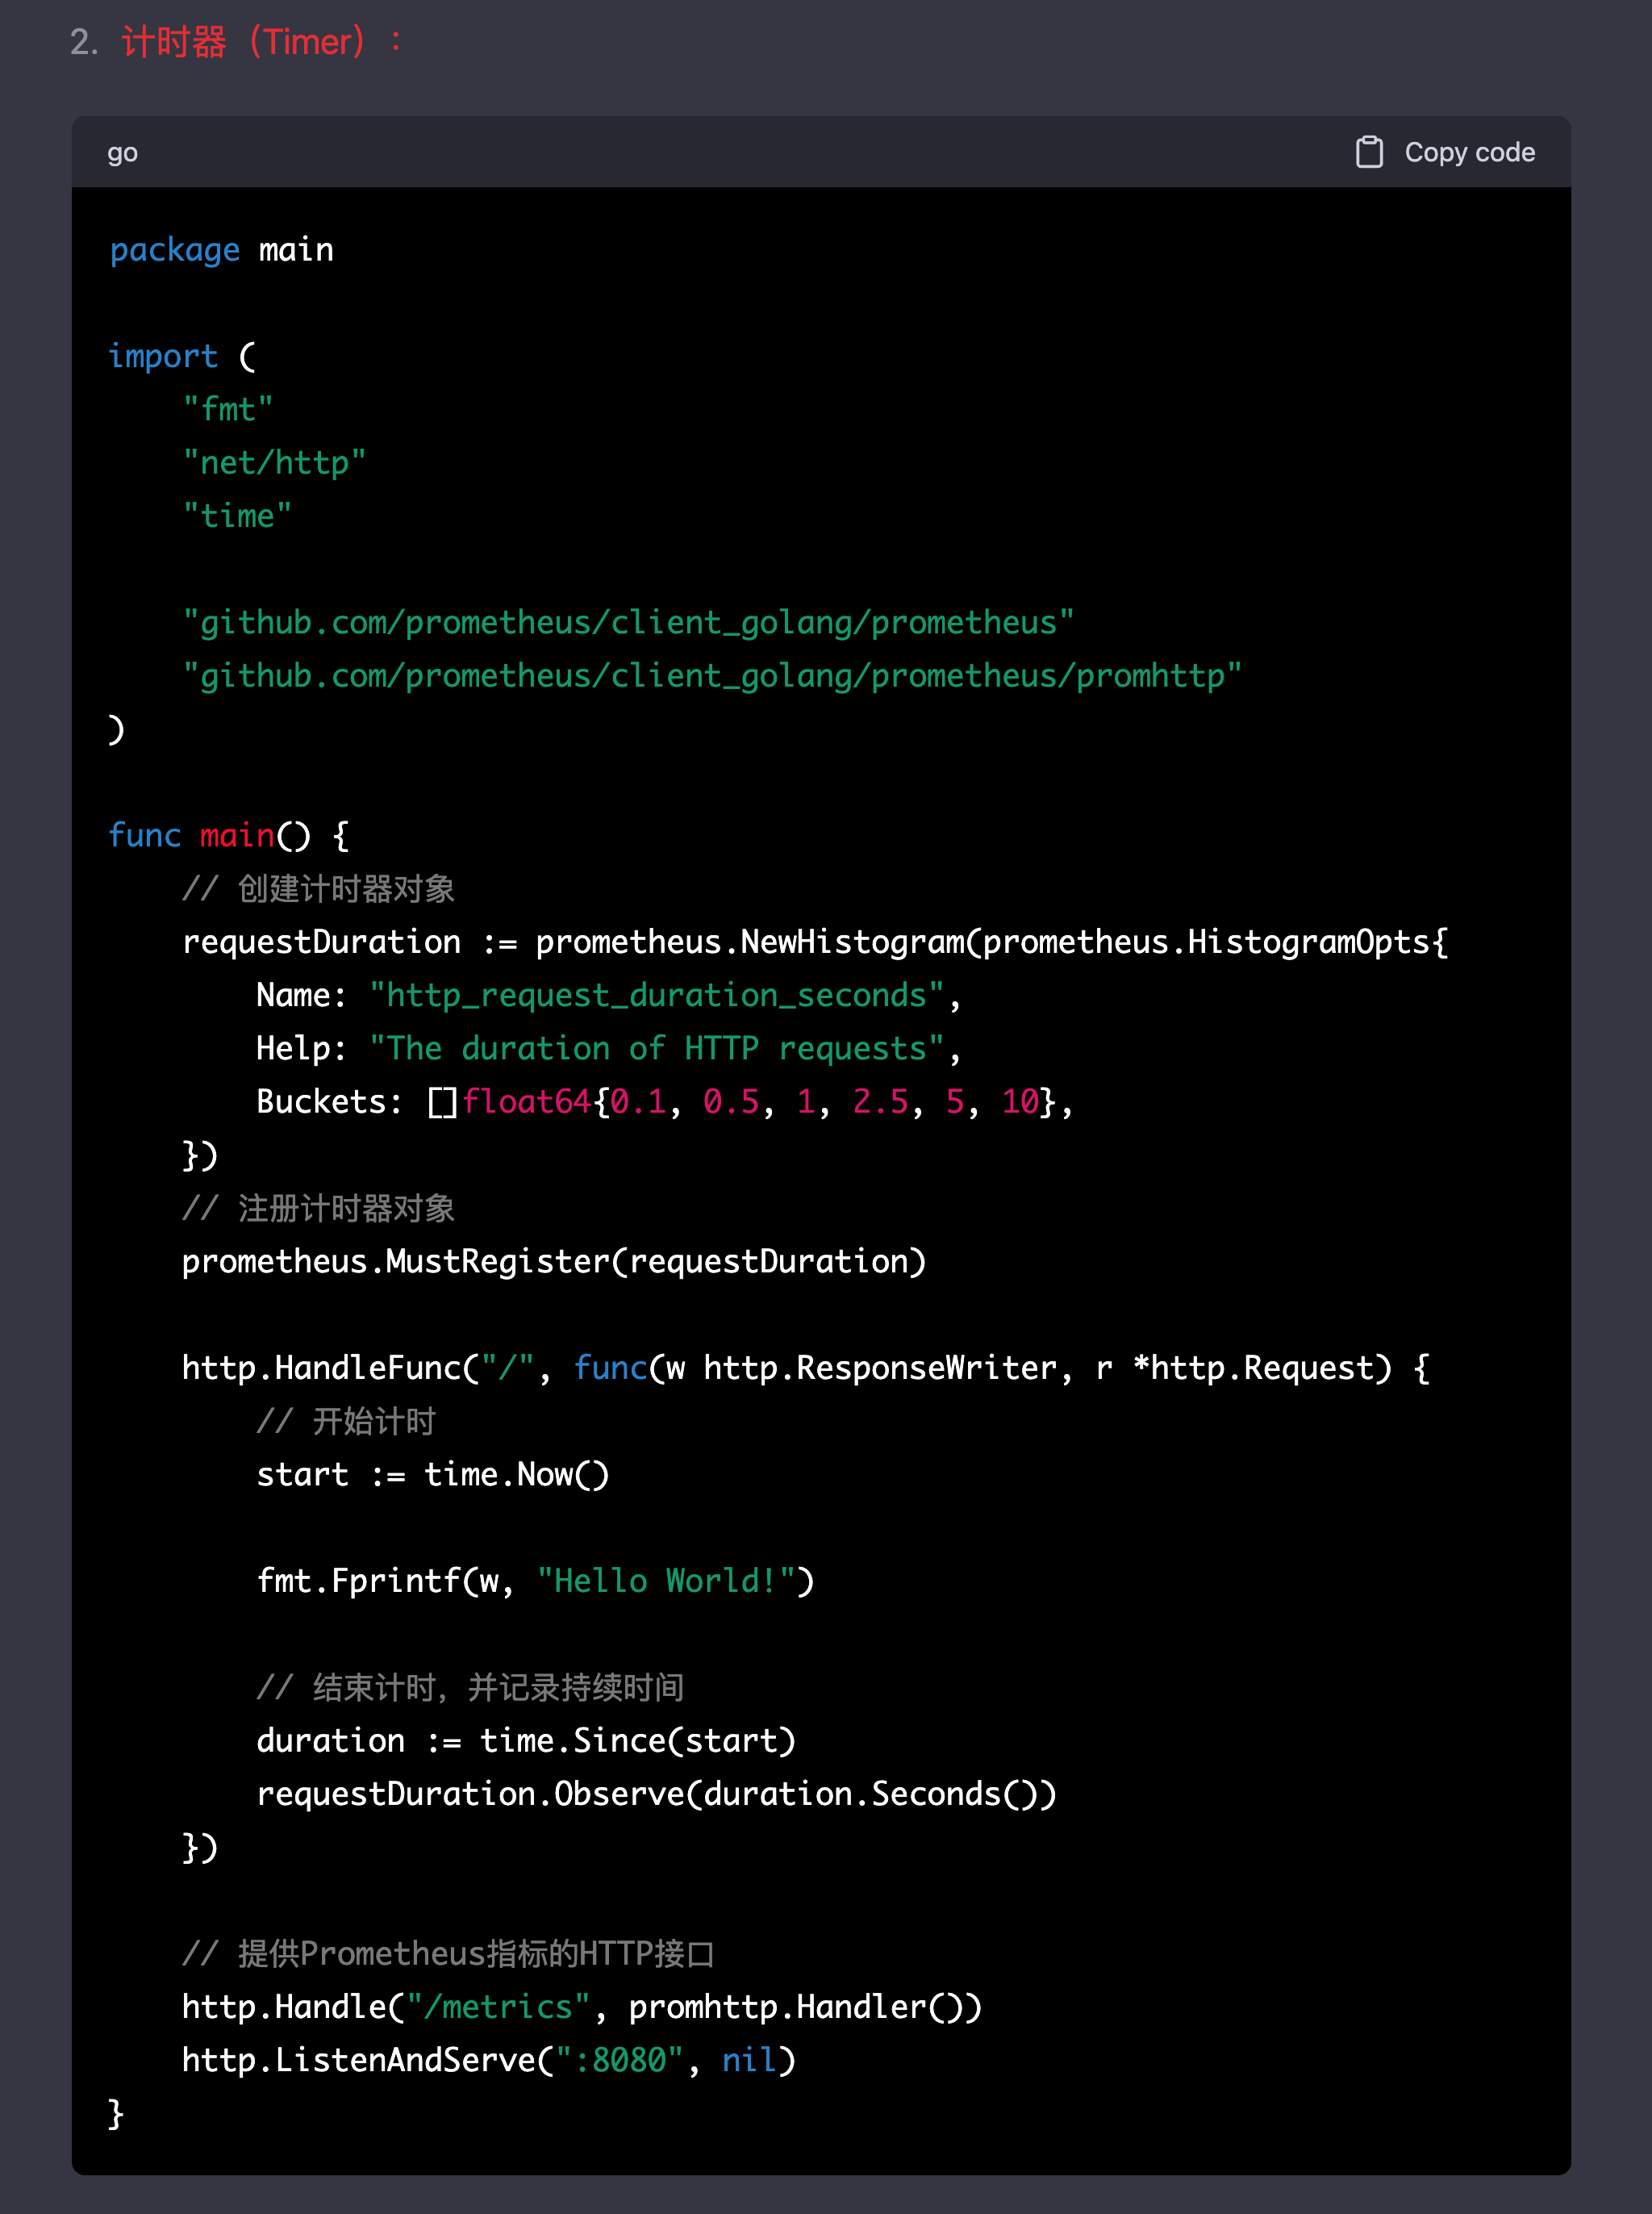 2. 计时器（Timer）：
go
Copy code
package main
import (
"fmt"
"net/http"
"time"
"github.com/prometheus/client_golang/prometheus"
"github.com/prometheus/client_golang/prometheus/promhttp"
)
func main() {
// 创建计时器对象
requestDuration := prometheus.NewHistogram(prometheus.HistogramOpts{
Name: "http_request_duration_seconds",
Help: "The duration of HTTP requests",
Buckets: []float64{0.1, 0.5, 1, 2.5, 5, 10},
})
// 注册计时器对象
prometheus.MustRegister(requestDuration)
http.HandleFunc("/", func(w http.ResponseWriter, r *http.Request) {
// 开始计时
start := time.Now()
fmt.Fprintf(w, "Hello World!")
// 结束计时，并记录持续时间
duration := time.Since(start)
requestDuration.Observe(duration.Seconds())
})
// 提供Prometheus指标的HTTP接口
http.Handle("/metrics", promhttp.Handler())
http.ListenAndServe(":8080", nil)
}